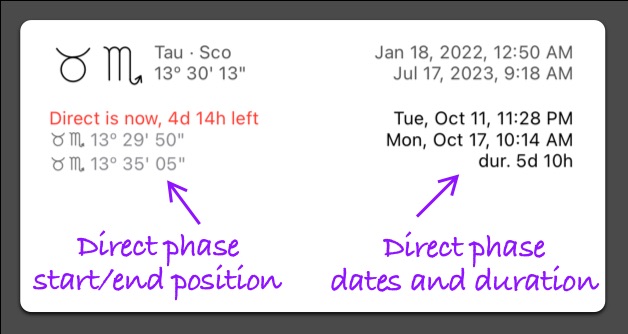 ♉ ♏ Tau · Sco
13° 30' 13"
Jan 18, 2022, 12:50 AM
Jul 17, 2023, 9:18 AM
Direct is now, 4d 14h left
♉ ♏ 13° 29' 50"
♉ ♏ 13° 35' 05"
Tue, Oct 11, 11:28 PM
Mon, Oct 17, 10:14 AM
dur. 5d 10h
Direct phase
start/end position
Direct phase
dates and duration